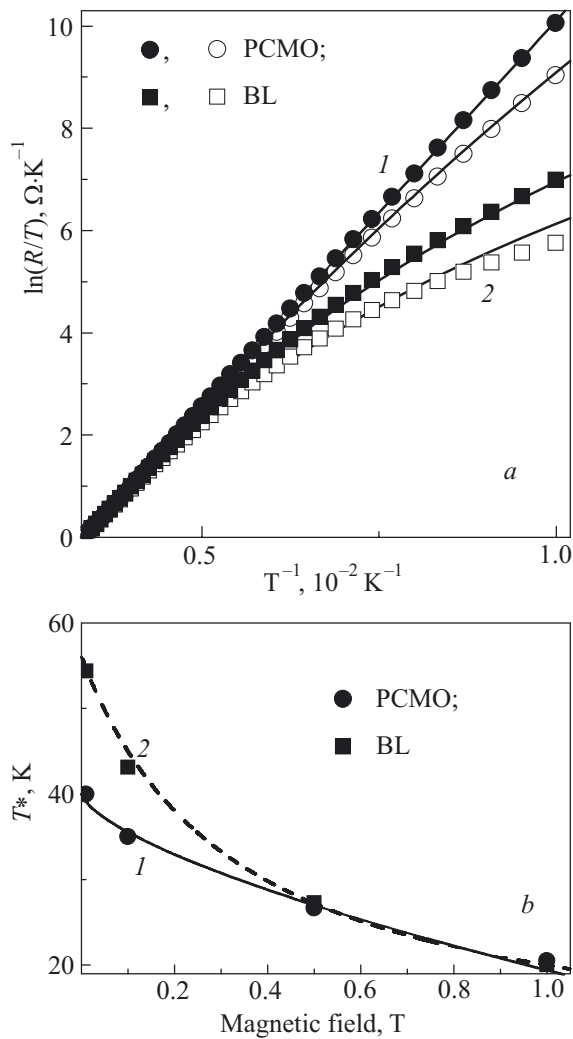 10
8
6
4
2
0
ln(R/T), Ω·K⁻¹
●, ○ PCMO;
■, □ BL
1
2
a
0.5 1.0
T⁻¹, 10⁻² K⁻¹
60
40
20
T*, K
● PCMO;
■ BL
2
1
b
0.2 0.4 0.6 0.8 1.0
Magnetic field, T